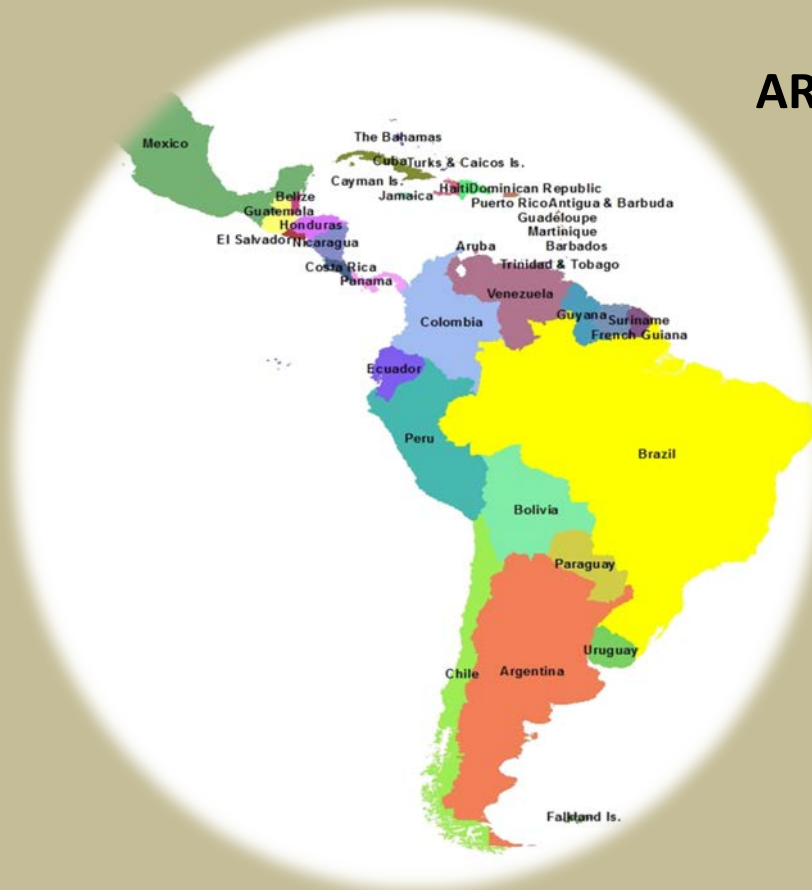 AR
Mexico
The Bahamas
Cuba
Turks & Caicos Is.
Cayman Is.
Jamaica
Haiti
Dominican Republic
Puerto Rico
Antigua & Barbuda
Guadeloupe
Martinique
Barbados
Belize
Guatemala
Honduras
El Salvador
Nicaragua
Costa Rica
Panama
Aruba
Trinidad & Tobago
Venezuela
Guyana
Suriname
French Guiana
Colombia
Ecuador
Peru
Brazil
Bolivia
Paraguay
Uruguay
Chile
Argentina
Falkland Is.